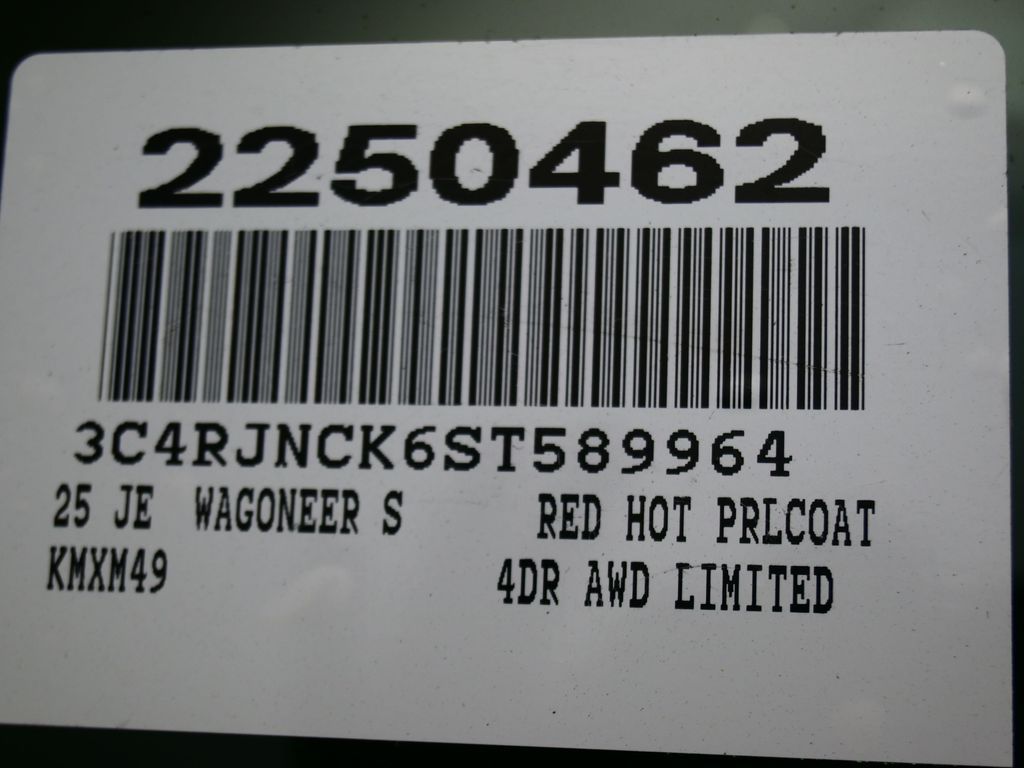 2250462
3C4RJNCK6ST589964
25 JE WAGONEER S RED HOT PRLCOAT
KMXM49 4DR AWD LIMITED